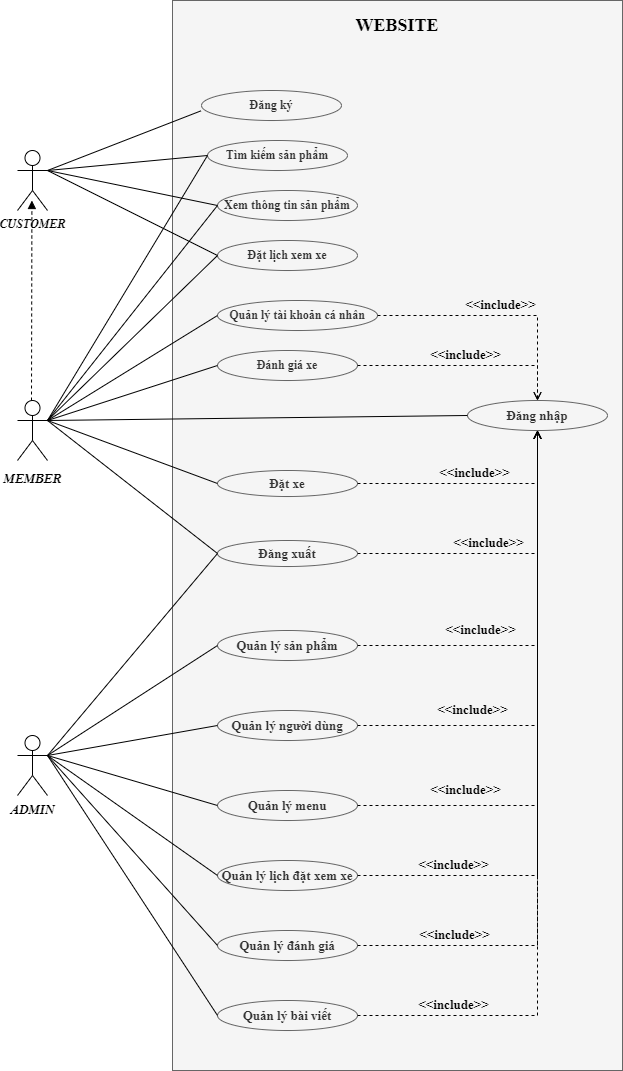 WEBSITE
Đăng ký
Tìm kiếm sản phẩm
Xem thông tin sản phẩm
CUSTOMER
Đặt lịch xem xe
<<include>>
Quản lý tài khoản cá nhân
<<include>>
Đánh giá xe
Đăng nhập
MEMBER
<<include>>
Đặt xe
<<include>>
Đăng xuất
<<include>>
Quản lý sản phẩm
<<include>>
Quản lý người dùng
<<include>>
ADMIN
Quản lý menu
<<include>>
Quản lý lịch đặt xem xe
<<include>>
Quản lý đánh giá
<<include>>
Quản lý bài viết